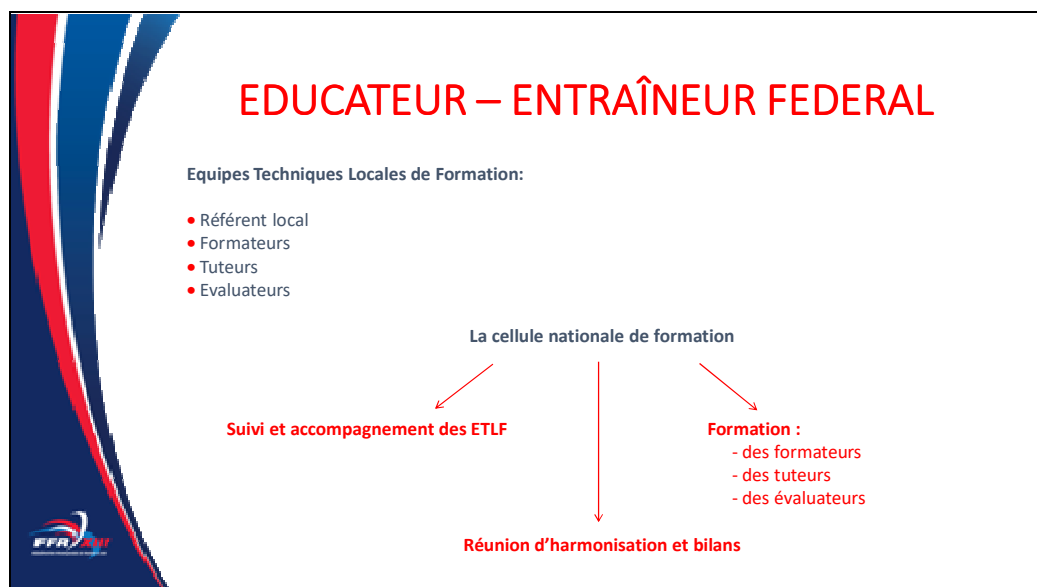 EDUCATEUR – ENTRAÎNEUR FEDERAL
Equipes Techniques Locales de Formation:
• Référent local
• Formateurs
• Tuteurs
• Evaluateurs
La cellule nationale de formation
Suivi et accompagnement des ETLF
Formation :
- des formateurs
- des tuteurs
- des évaluateurs
Réunion d’harmonisation et bilans
FFR XIII